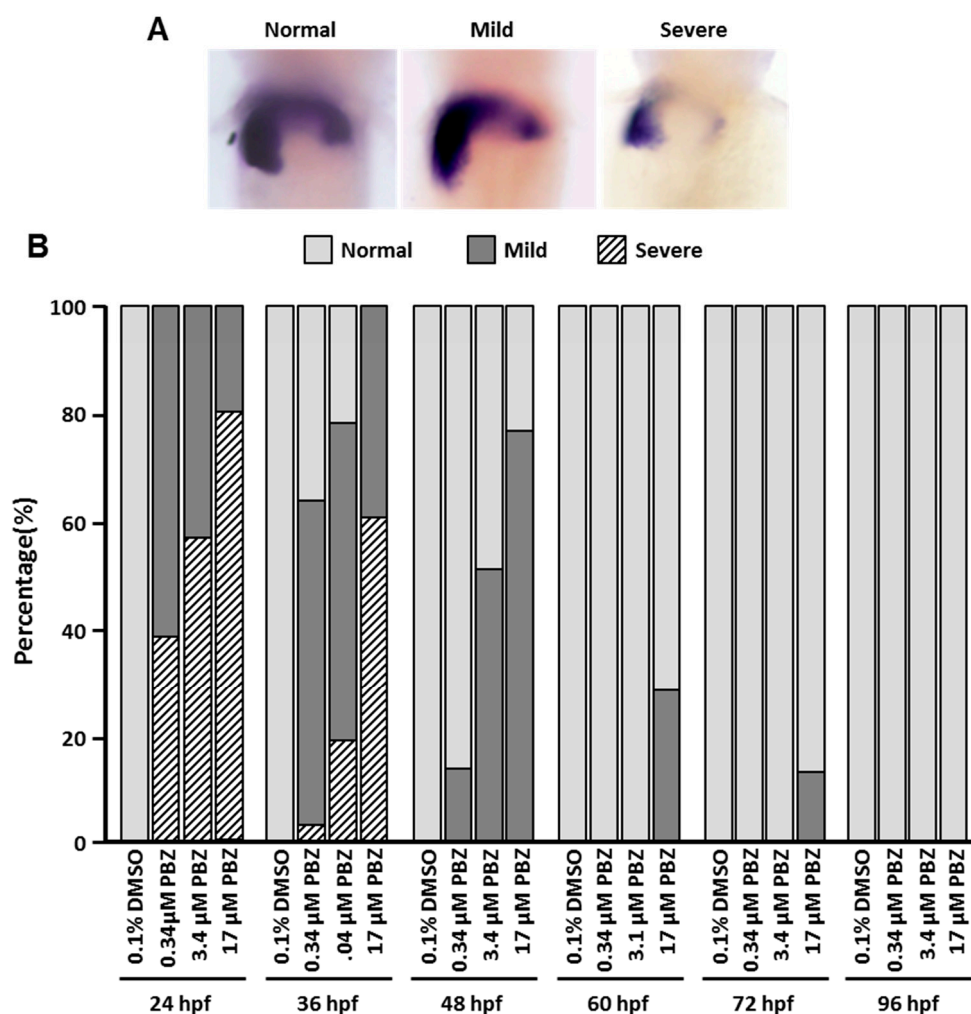 A
Normal Mild Severe
B
Normal Mild Severe
Percentage(%)
100
80
60
40
20
0
0.1% DMSO
0.34µM PBZ
3.4 µM PBZ
17 µM PBZ
0.1% DMSO
0.34 µM PBZ
.04 µM PBZ
17 µM PBZ
0.1% DMSO
0.34 µM PBZ
3.4 µM PBZ
17 µM PBZ
0.1% DMSO
0.34 µM PBZ
3.1 µM PBZ
17 µM PBZ
0.1% DMSO
0.34 µM PBZ
3.4 µM PBZ
17 µM PBZ
0.1% DMSO
0.34 µM PBZ
3.4 µM PBZ
17 µM PBZ
24 hpf 36 hpf 48 hpf 60 hpf 72 hpf 96 hpf